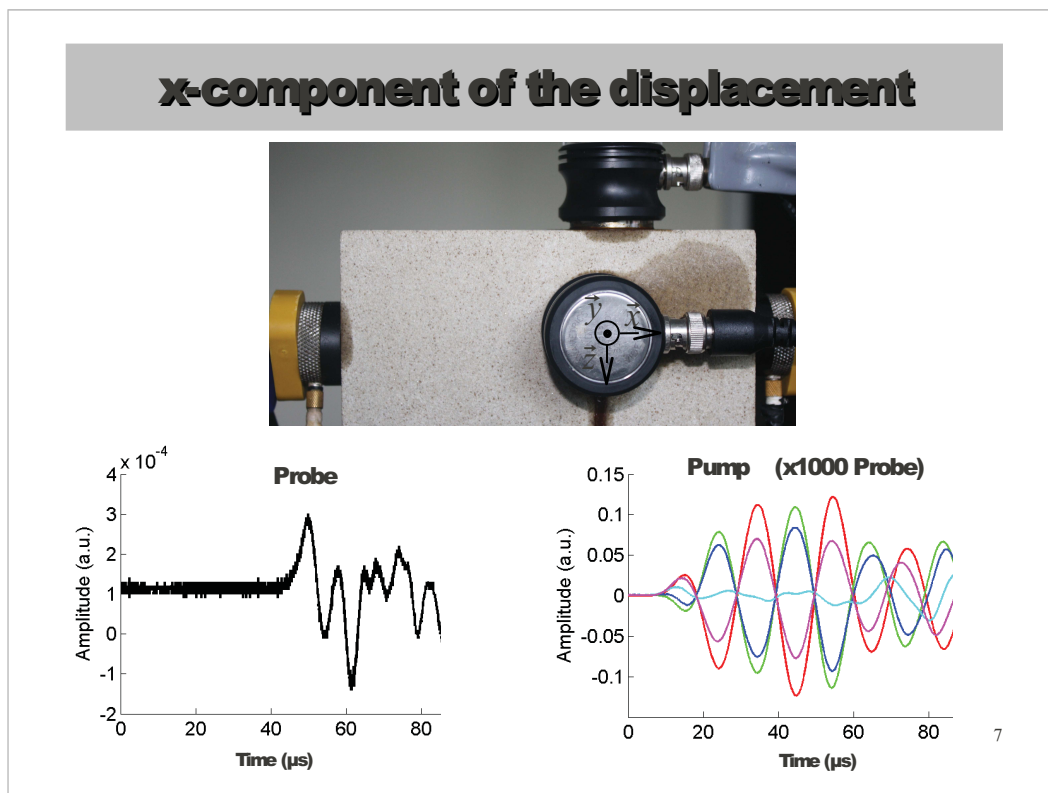 x-component of the displacement
y x
z
Probe
Pump (x1000 Probe)
x 10-4
4
3
2
1
0
-1
-2
0 20 40 60 80
Amplitude (a.u.)
Time (µs)
0.15
0.1
0.05
0
-0.05
-0.1
0 20 40 60 80
Amplitude (a.u.)
Time (µs)
7